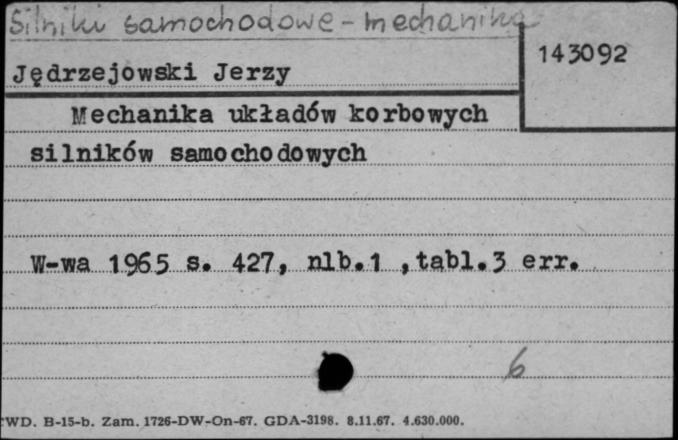 Silniki samochodowe - mechanika
143092
Jędrzejowski Jerzy
Mechanika układów korbowych
silników samochodowych
W-wa 1965 s. 427, nlb.1 ,tabl.3 err.
6
WD. B-15-b. Zam. 1726-DW-On-67. GDA-3198. 8.11.67. 4.630.000.